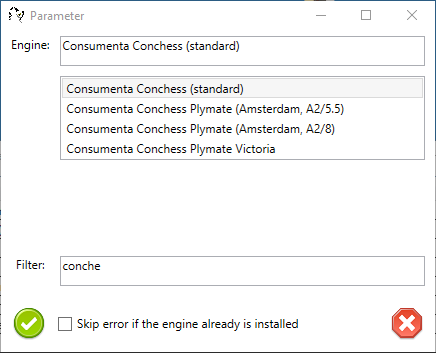 Parameter
Engine: Consumenta Conchess (standard)
Consumenta Conchess (standard)
Consumenta Conchess Plymate (Amsterdam, A2/5.5)
Consumenta Conchess Plymate (Amsterdam, A2/8)
Consumenta Conchess Plymate Victoria
Filter: conche
Skip error if the engine already is installed